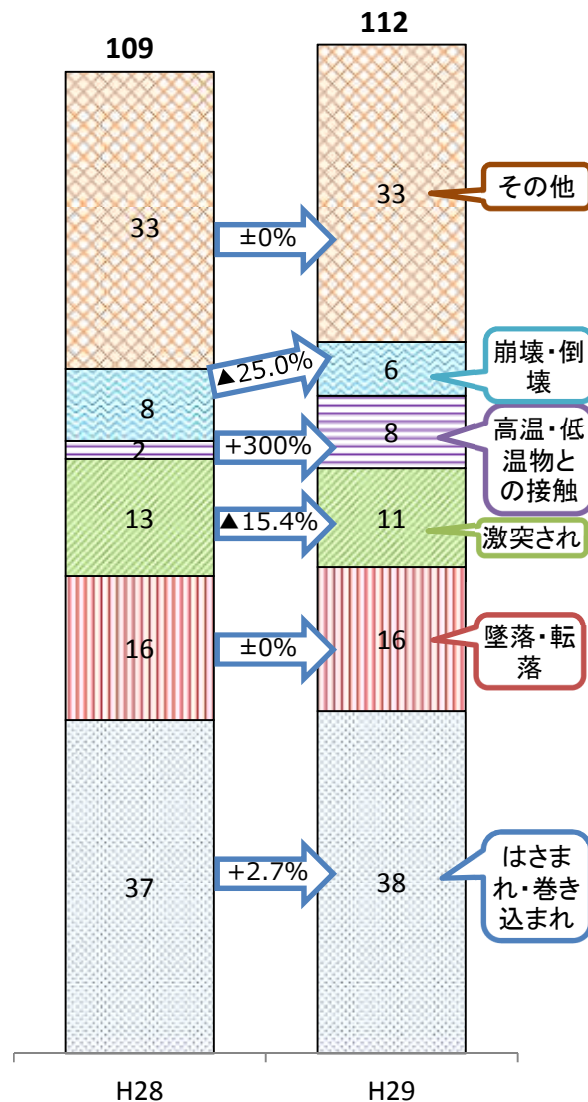 109
112
33
±0%
33
その他
8
▲25.0%
6
崩壊・倒
壊
2
+300%
8
高温・低
温物と
の接触
13
▲15.4%
11
激突され
16
±0%
16
墜落・転
落
37
+2.7%
38
はさま
れ・巻き
込まれ
H28
H29